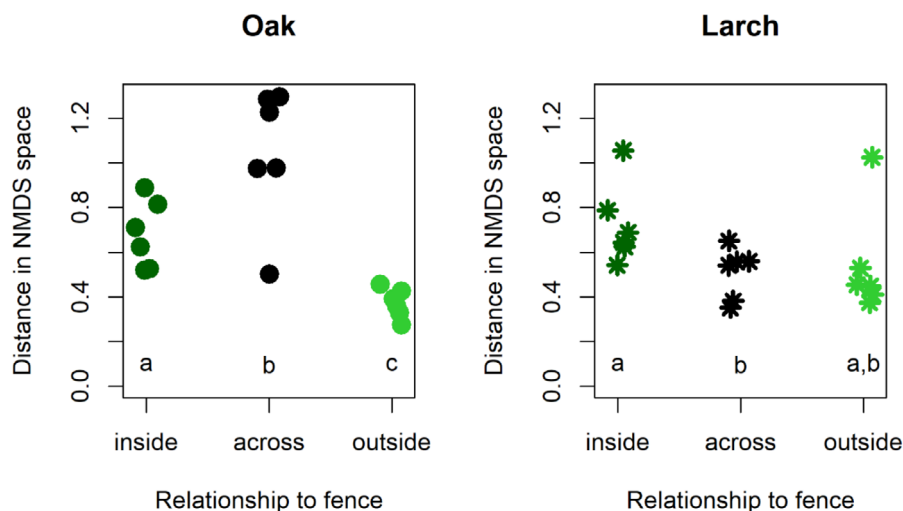 Oak
Distance in NMDS space
1.2
0.8
0.4
0.0
a
b
c
inside
across
outside
Relationship to fence
Larch
Distance in NMDS space
1.2
0.8
0.4
0.0
a
b
a,b
inside
across
outside
Relationship to fence